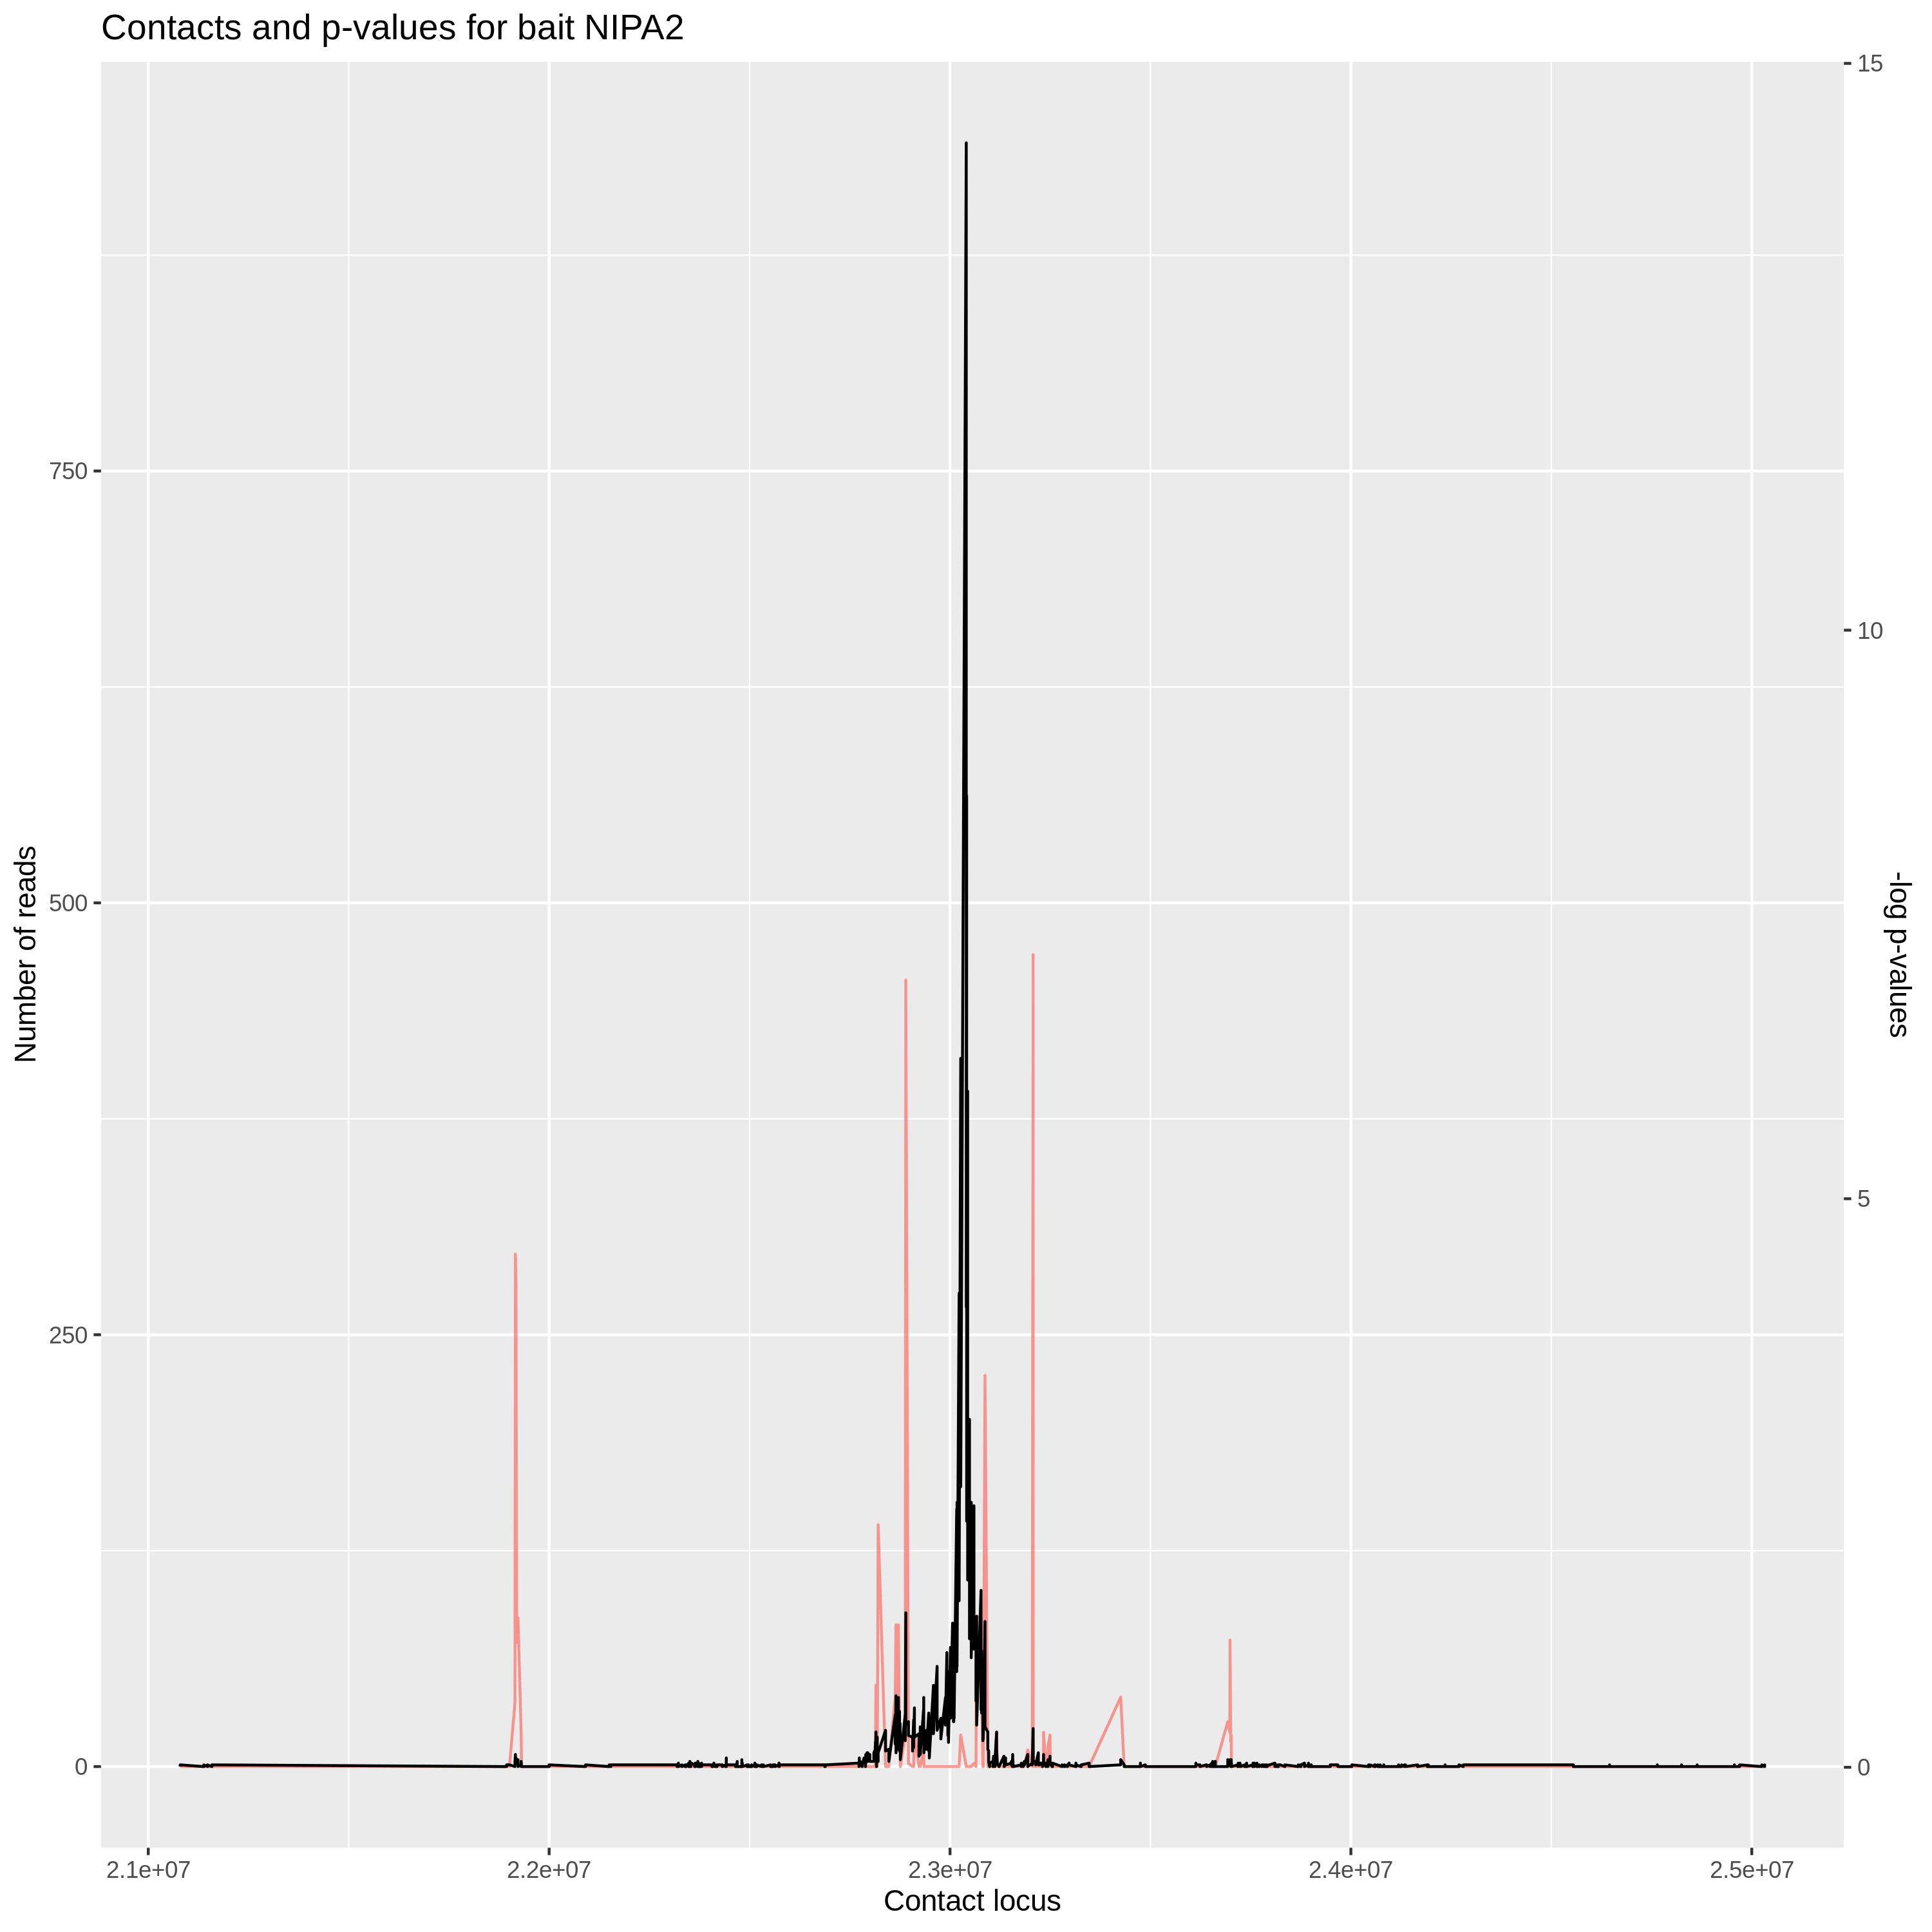 Contacts and p-values for bait NIPA2
Number of reads
750
500
250
0
15
10
5
0
-log p-values
2.1e+07 2.2e+07 2.3e+07 2.4e+07 2.5e+07
Contact locus